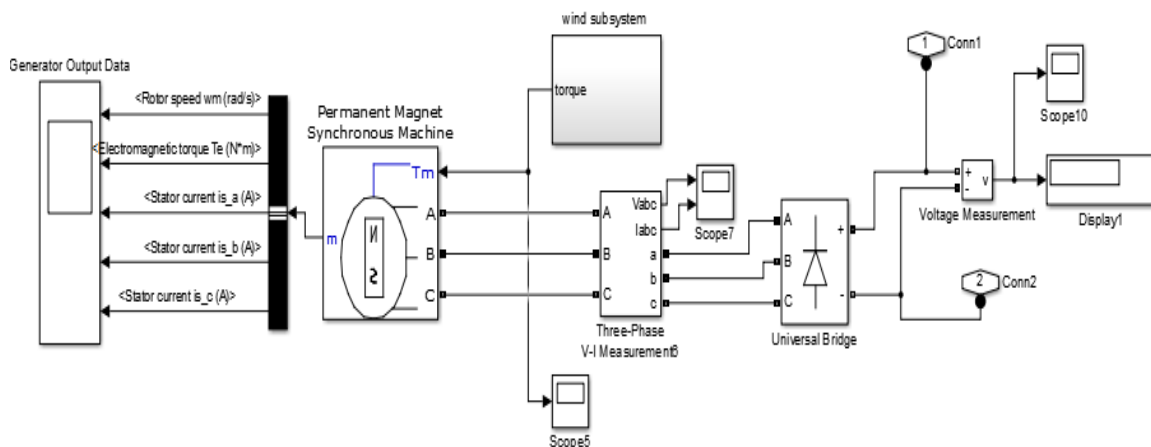 wind subsystem
torque
Generator Output Data
<Rotor speed wm (rad/s)>
<Electromagnetic torque Te (N*m)>
<Stator current is_a (A)>
<Stator current is_b (A)>
<Stator current is_c (A)>
Permanent Magnet
Synchronous Machine
Tm
m
N
S
A
B
C
A
B
C
Vabc
Iabc
a
b
c
Three-Phase
V-I Measurement6
Scope7
Scope5
A
B
C
+
-
Universal Bridge
1
Conn1
2
Conn2
+
-
v
Voltage Measurement
Scope10
Display1